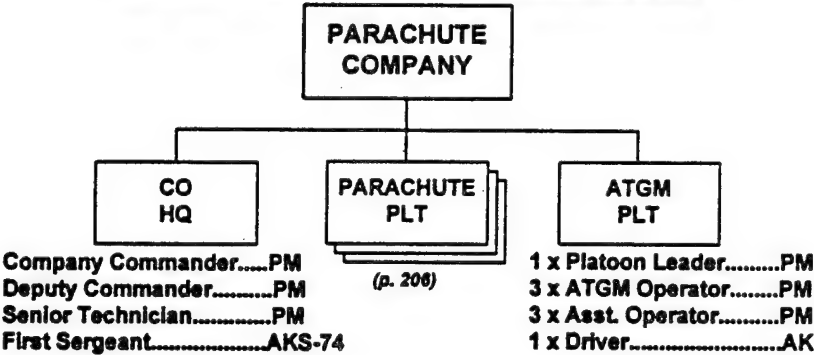 PARACHUTE
COMPANY
CO
HQ
PARACHUTE
PLT
ATGM
PLT
(p. 206)
Company Commander.....PM
Deputy Commander...........PM
Senior Technician..............PM
First Sergeant.....................AKS-74
1 x Platoon Leader.........PM
3 x ATGM Operator........PM
3 x Asst. Operator..........PM
1 x Driver..........................AK